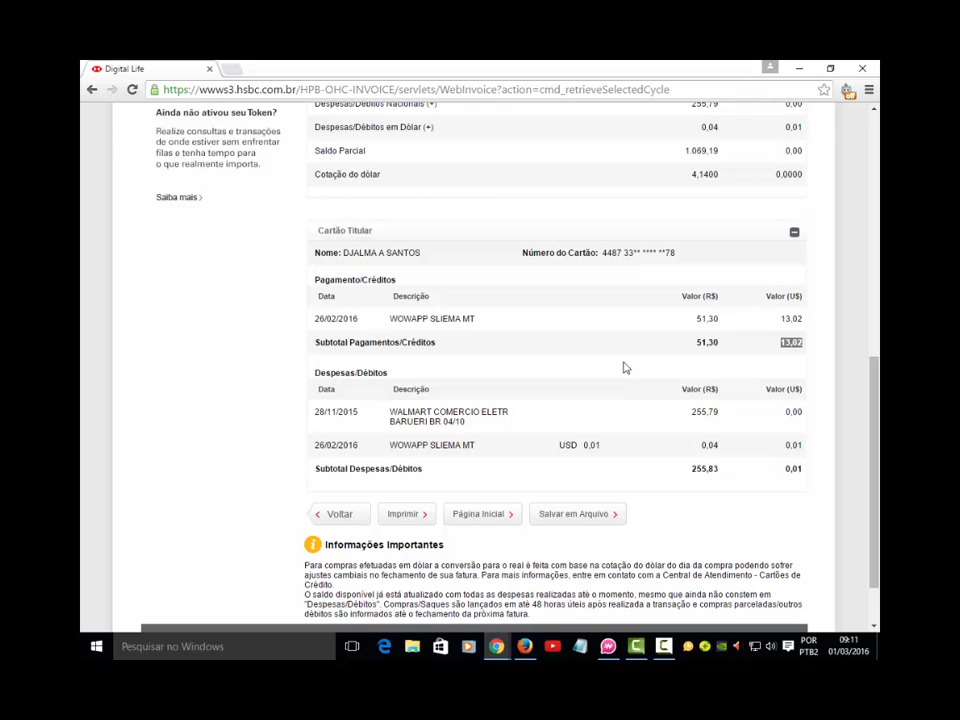 Digital Life
https://wwws3.hsbc.com.br/HPB-OHC-INVOICE/servlets/WebInvoice?action=cmd_retrieveSelectedCycle
Ainda não ativou seu Token?
Realize consultas e transações
de onde estiver sem enfrentar
filas e tenha tempo para
o que realmente importa.
Saiba mais
Despesas/Débitos Nacionais (+) 255,79 0,00
Despesas/Débitos em Dólar (+) 0,04 0,01
Saldo Parcial 1.069,19 0,00
Cotação do dólar 4,1400 0,0000
Cartão Titular
Nome: DJALMA A SANTOS Número do Cartão: 4487 33** **** **78
Pagamento/Créditos
Data Descrição Valor (R$) Valor (U$)
26/02/2016 WOWAPP SLIEMA MT 51,30 13,02
Subtotal Pagamentos/Créditos 51,30 13,02
Despesas/Débitos
Data Descrição Valor (R$) Valor (U$)
28/11/2015 WALMART COMERCIO ELETR 255,79 0,00
BARUERI BR 04/10
26/02/2016 WOWAPP SLIEMA MT USD 0,01 0,04 0,01
Subtotal Despesas/Débitos 255,83 0,01
Voltar Imprimir Página Inicial Salvar em Arquivo
Informações Importantes
Para compras efetuadas em dólar a conversão para o real é feita com base na cotação do dólar do dia da compra podendo sofrer
ajustes cambiais no fechamento de sua fatura. Para mais informações, entre em contato com a Central de Atendimento - Cartões de
Crédito.
O saldo disponível já está atualizado com todas as despesas realizadas até o momento, mesmo que ainda não constem em
"Despesas/Débitos". Compras/Saques são lançados em até 48 horas úteis após realizada a transação e compras parceladas/outros
débitos são informados até o fechamento da próxima fatura.
Pesquisar no Windows
POR 09:11
PTB2 01/03/2016